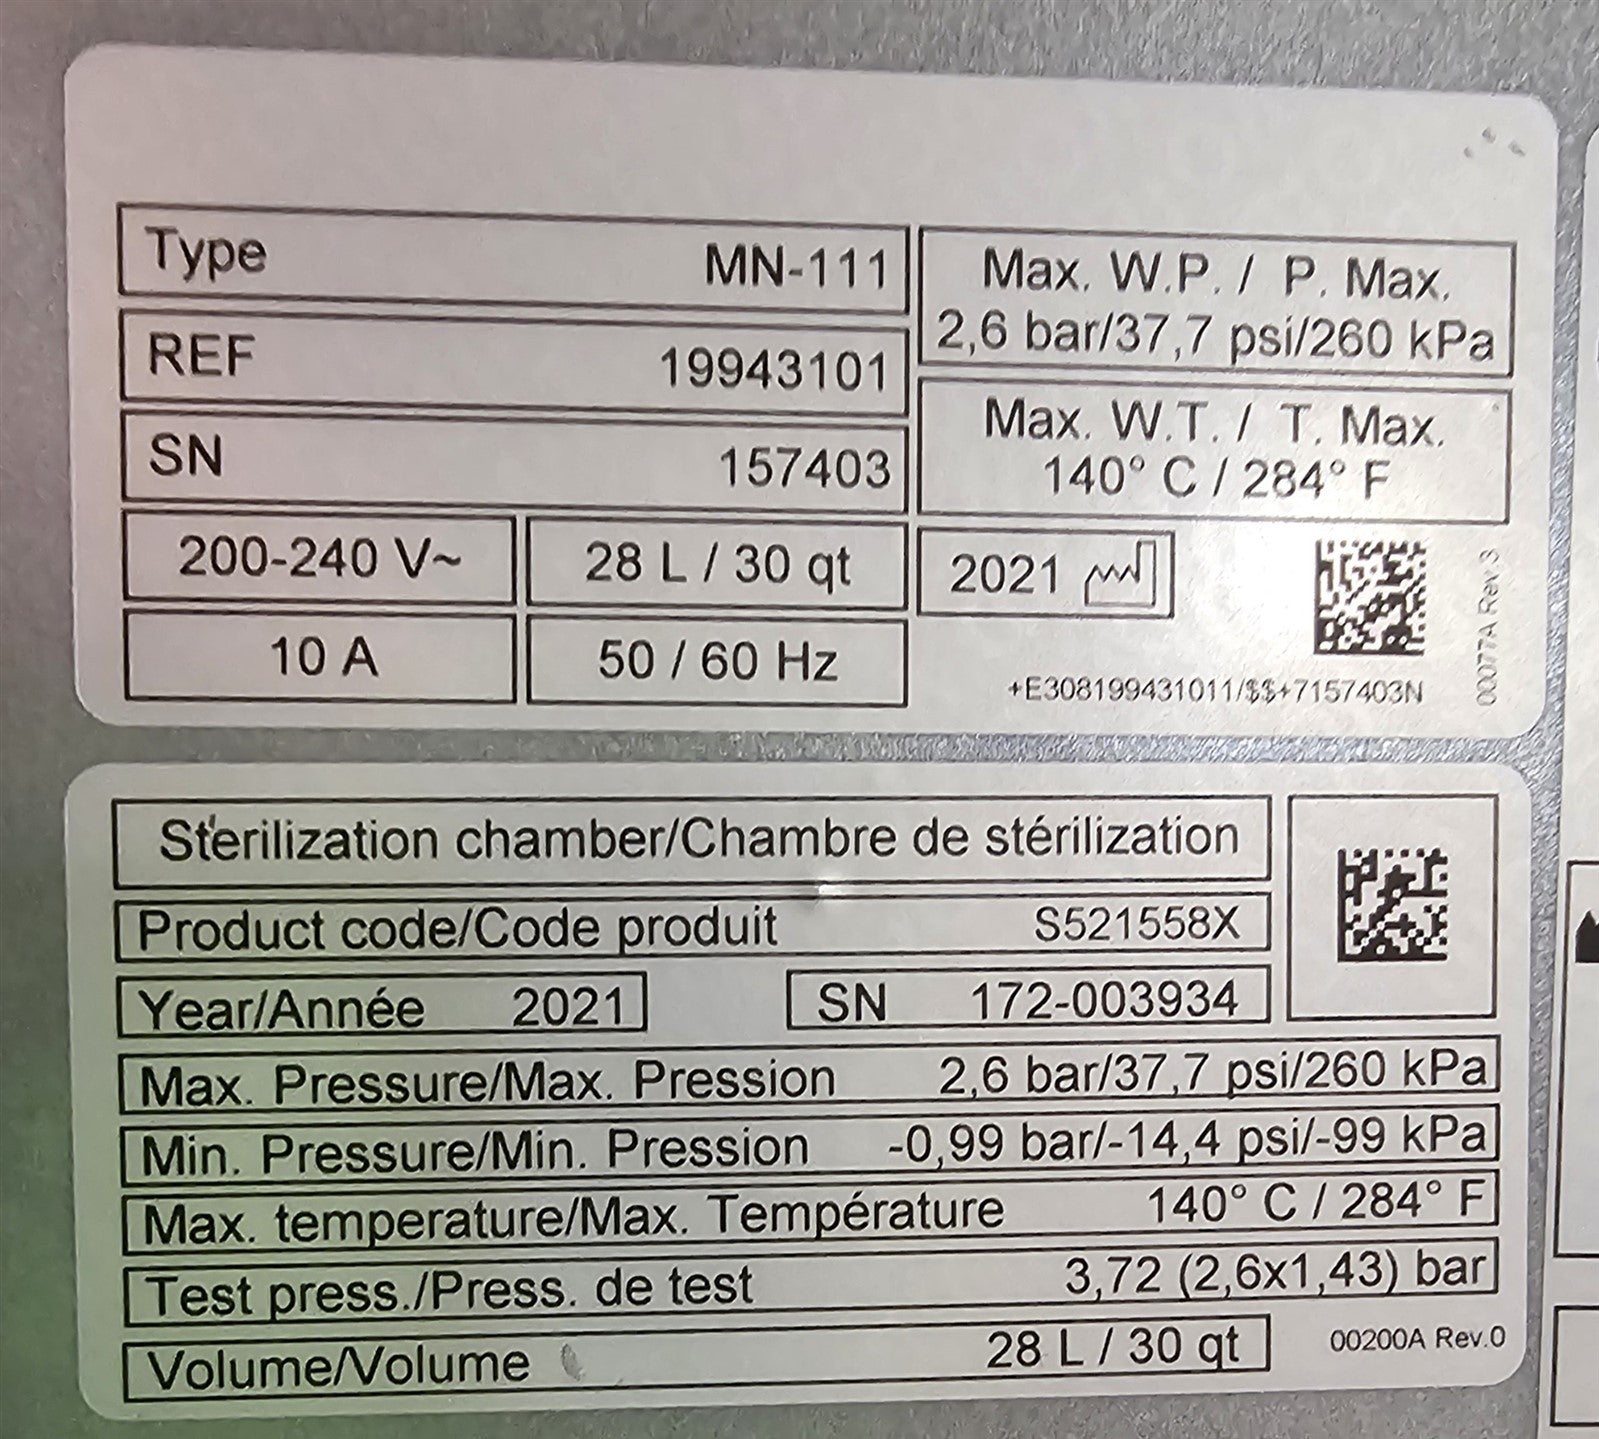 Type MN-111
REF 19943101
SN 157403
200-240 V~ 28 L / 30 qt
10 A 50 / 60 Hz
Max. W.P. / P. Max.
2,6 bar/37,7 psi/260 kPa
Max. W.T. / T. Max.
140° C / 284° F
2021
+E308199431011/$$+7157403N
00077A Rev.3
Sterilization chamber/Chambre de stérilization
Product code/Code produit S521558X
Year/Année 2021 SN 172-003934
Max. Pressure/Max. Pression 2,6 bar/37,7 psi/260 kPa
Min. Pressure/Min. Pression -0,99 bar/-14,4 psi/-99 kPa
Max. temperature/Max. Température 140° C / 284° F
Test press./Press. de test 3,72 (2,6x1,43) bar
Volume/Volume 28 L / 30 qt
00200A Rev.0